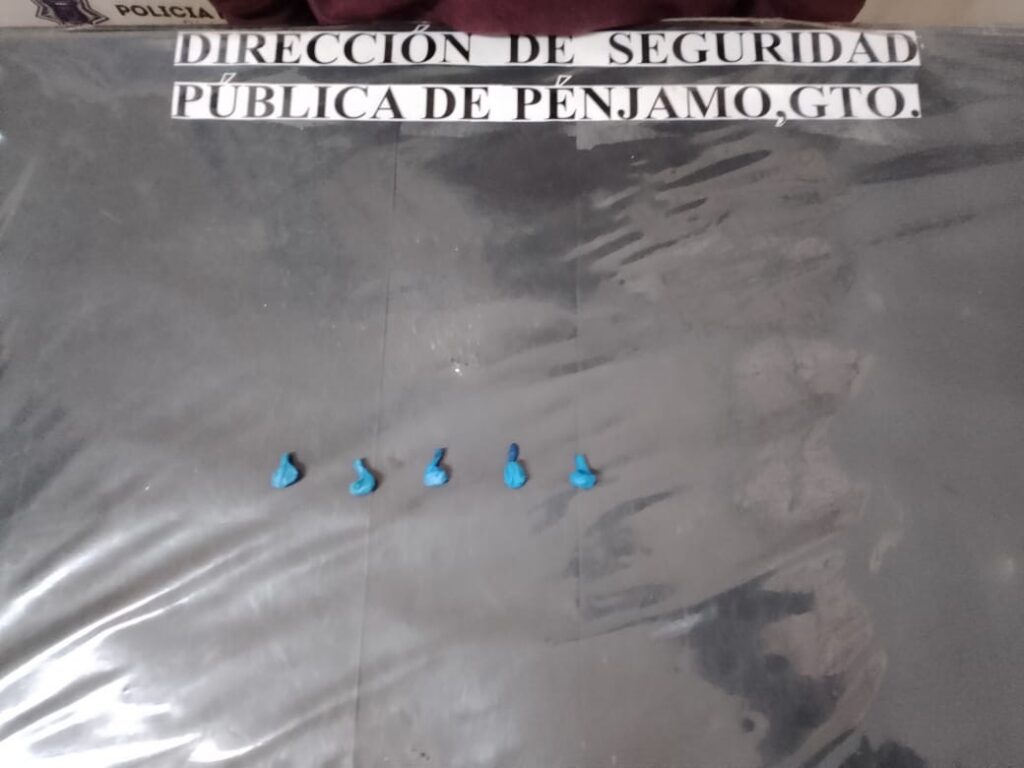 POLICIA
DIRECCIÓN DE SEGURIDAD
PÚBLICA DE PÉNJAMO,GTO.